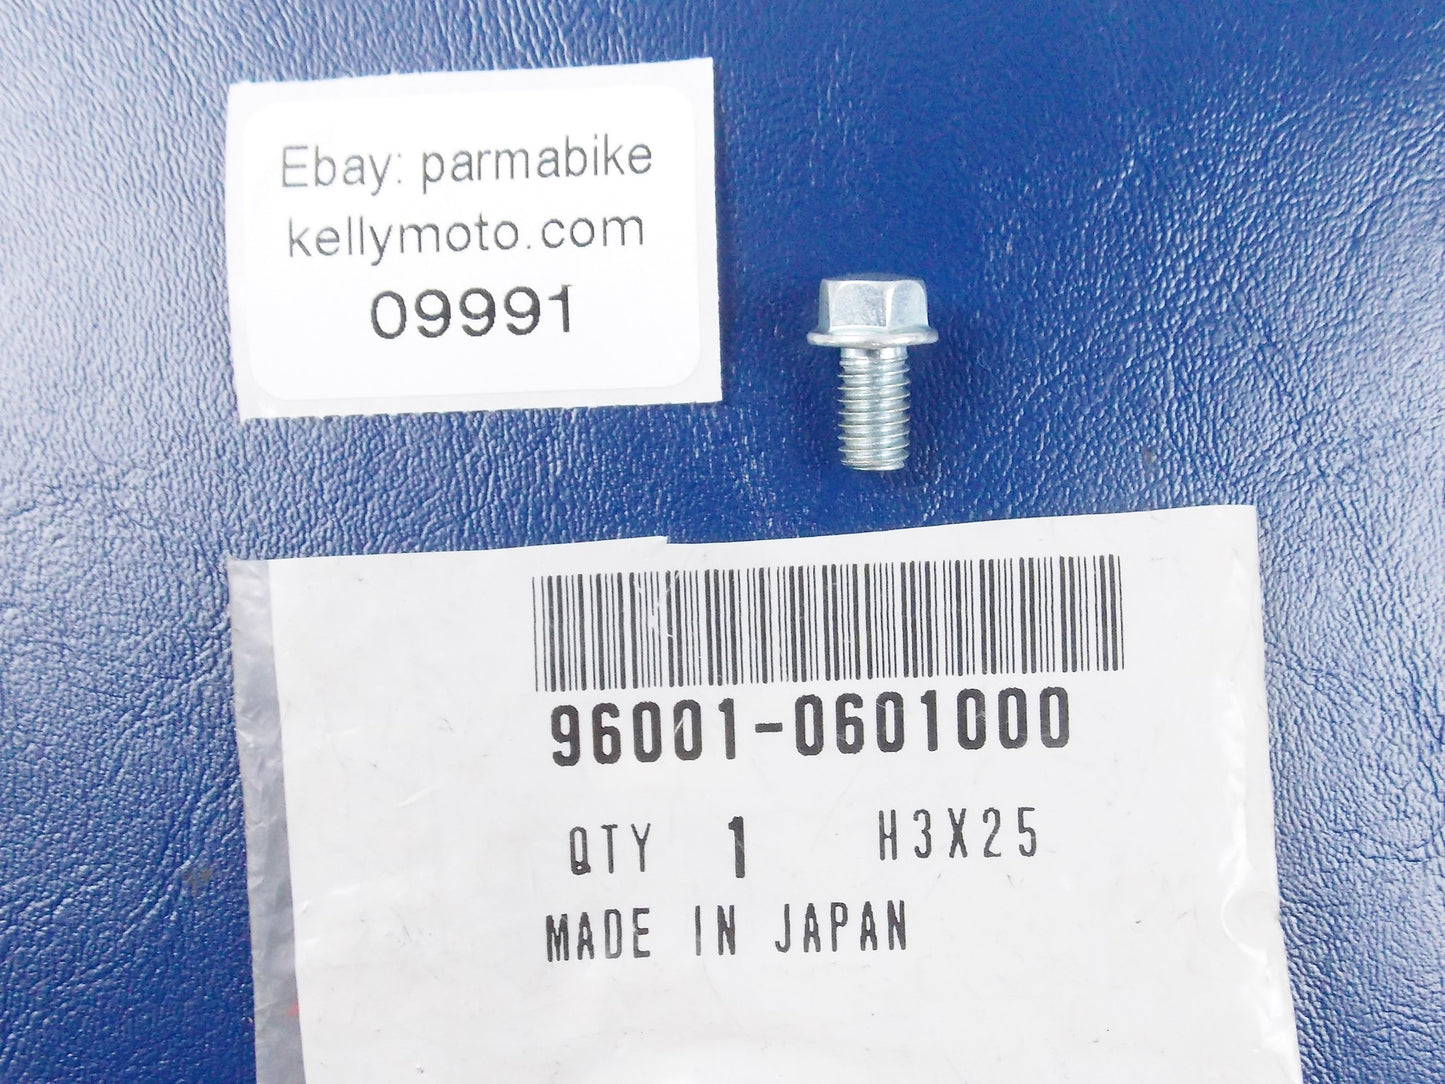 Ebay: parmabike
kellymoto.com
09991
96001-0601000
QTY 1 H3X25
MADE IN JAPAN